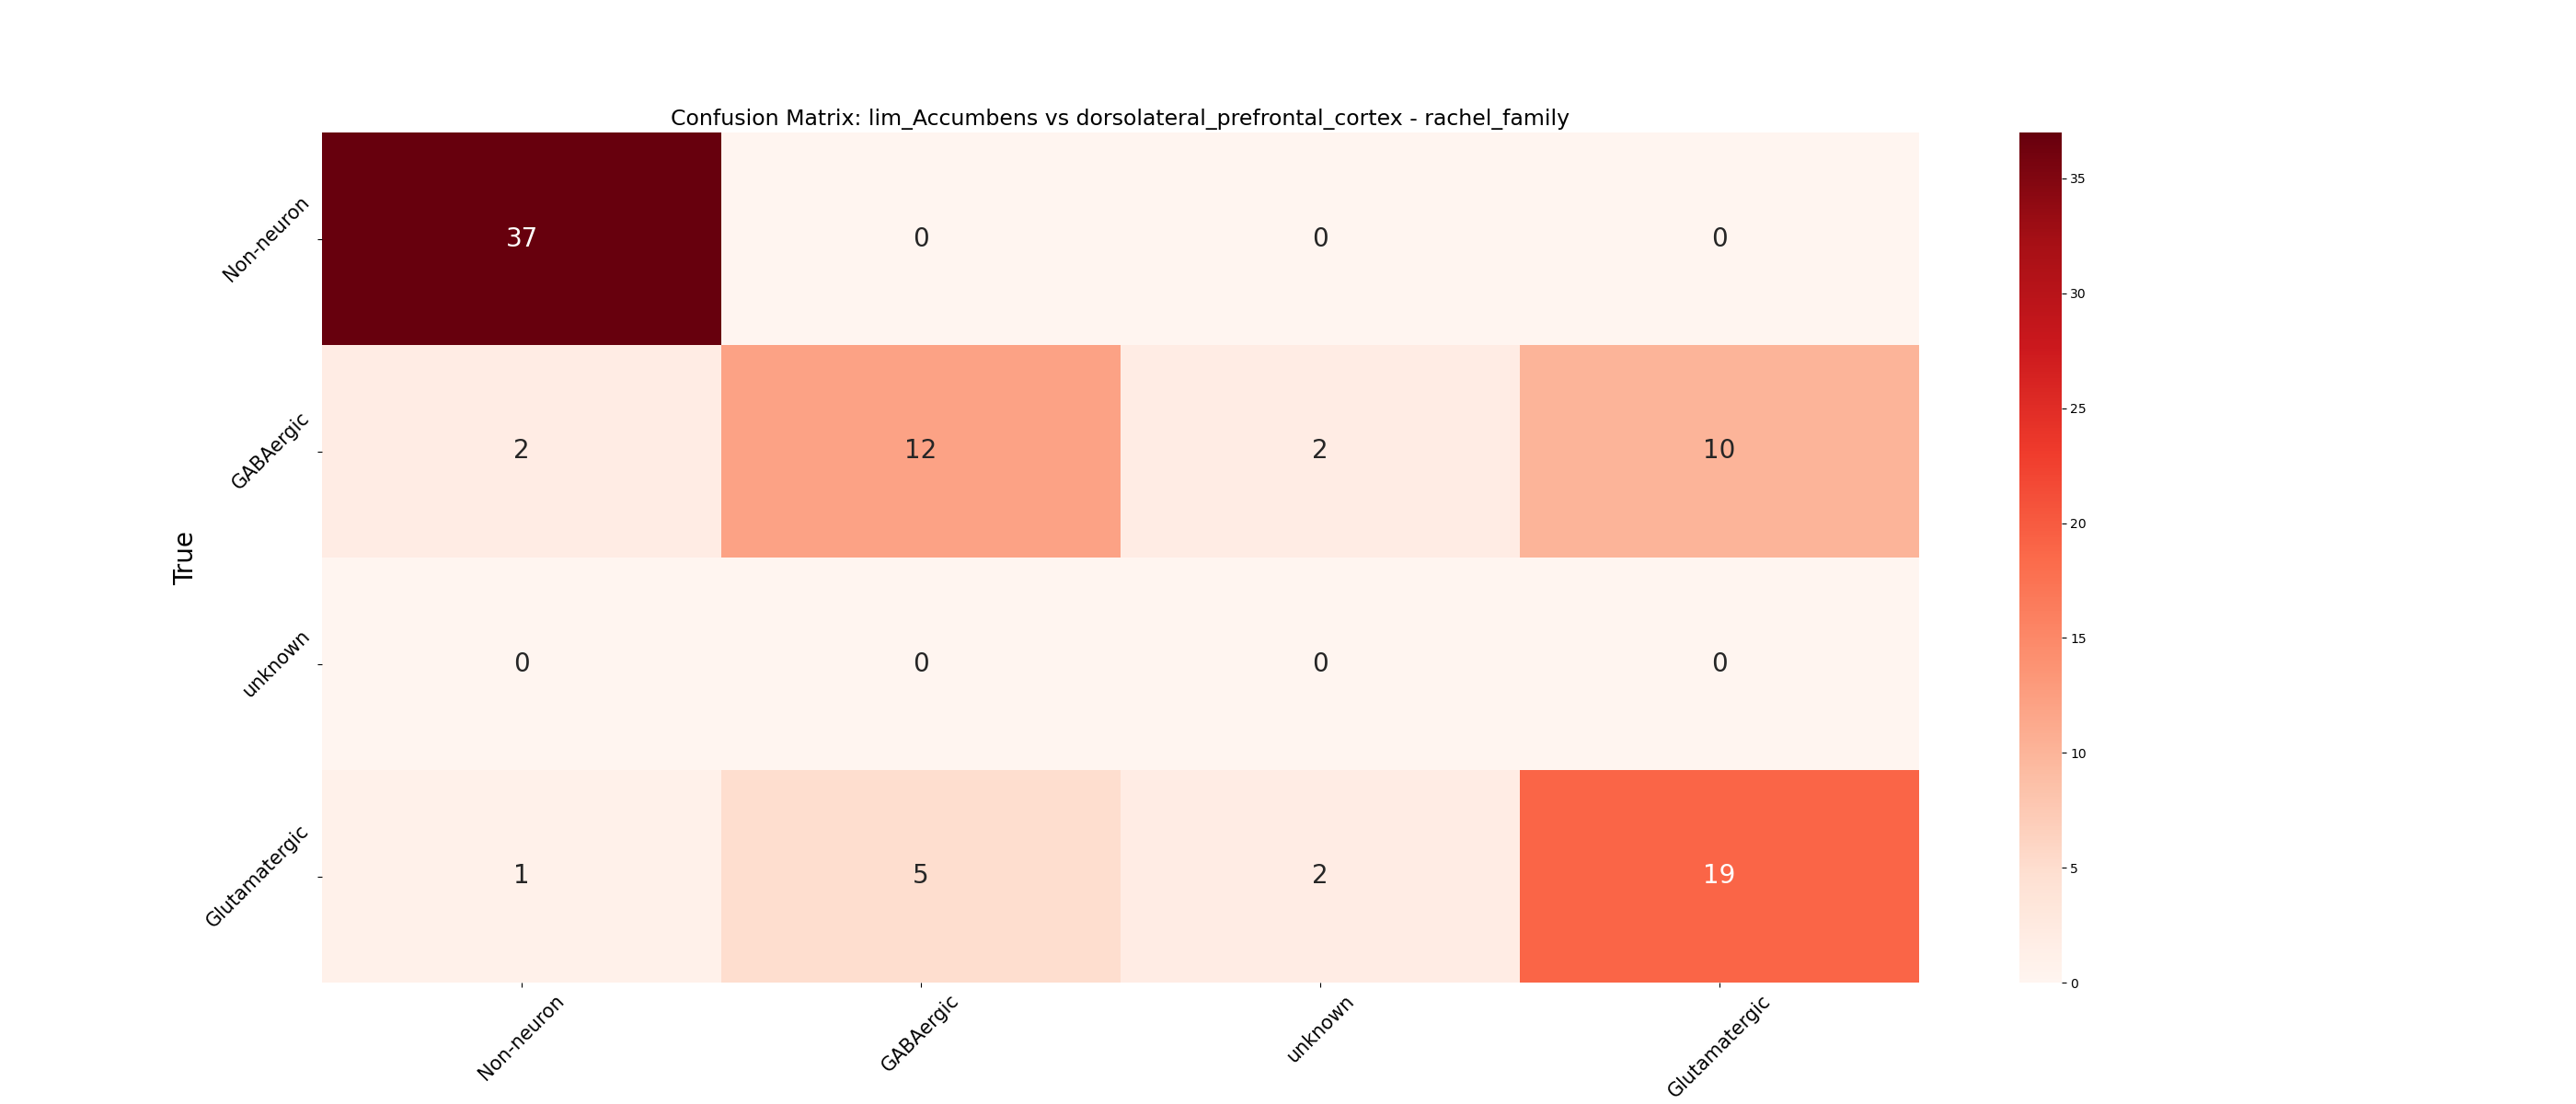 Confusion Matrix: lim_Accumbens vs dorsolateral_prefrontal_cortex - rachel_family
Non-neuron
37
0
0
0
GABAergic
2
12
2
10
unknown
0
0
0
0
Glutamatergic
1
5
2
19
True
Non-neuron
GABAergic
unknown
Glutamatergic
35
30
25
20
15
10
5
0